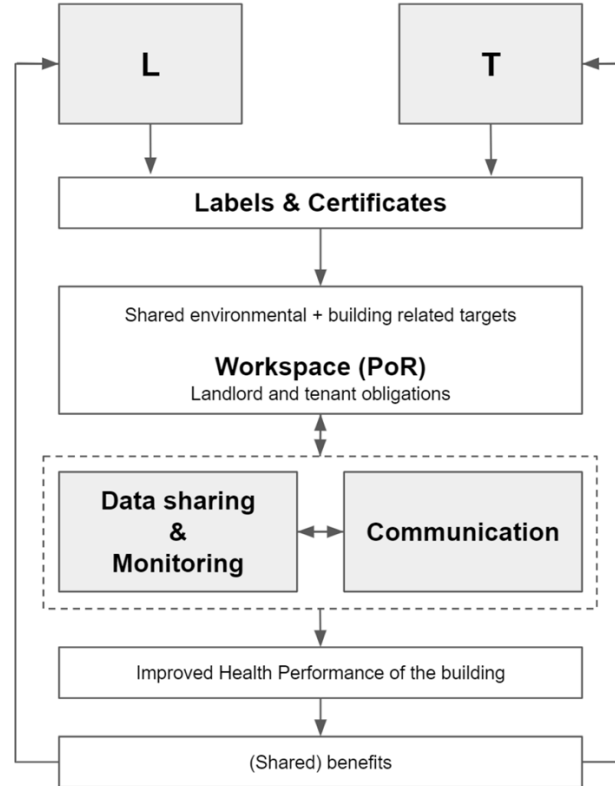 L
T
Labels & Certificates
Shared environmental + building related targets
Workspace (PoR)
Landlord and tenant obligations
Data sharing
&
Monitoring
Communication
Improved Health Performance of the building
(Shared) benefits